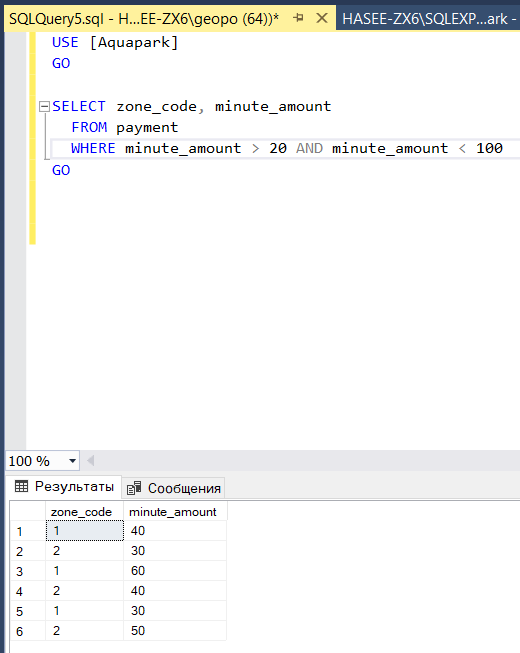 SQLQuery5.sql - H...EE-ZX6\geopo (64))* HASEE-ZX6\SQLEXP...ark -
USE [Aquapark]
GO
SELECT zone_code, minute_amount
FROM payment
WHERE minute_amount > 20 AND minute_amount < 100
GO
100 %
Результаты Сообщения
zone_code minute_amount
1 1 40
2 2 30
3 1 60
4 2 40
5 1 30
6 2 50